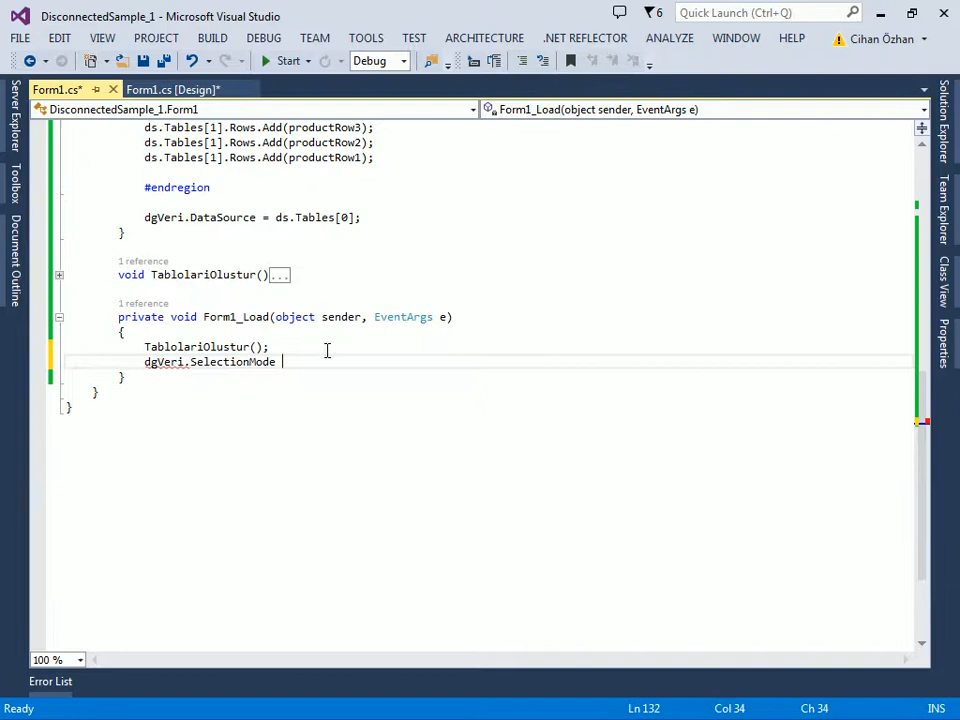 DisconnectedSample_1 - Microsoft Visual Studio
6
Quick Launch (Ctrl+Q)
FILE EDIT VIEW PROJECT BUILD DEBUG TEAM TOOLS TEST ARCHITECTURE .NET REFLECTOR ANALYZE WINDOW HELP Cihan Özhan
Start Debug
Form1.cs* Form1.cs [Design]*
DisconnectedSample_1.Form1 Form1_Load(object sender, EventArgs e)
ds.Tables[1].Rows.Add(productRow3);
ds.Tables[1].Rows.Add(productRow2);
ds.Tables[1].Rows.Add(productRow1);
#endregion
dgVeri.DataSource = ds.Tables[0];
}
1 reference
void TablolariOlustur()...
1 reference
private void Form1_Load(object sender, EventArgs e)
{
TablolariOlustur();
dgVeri.SelectionMode
}
}
}
Server Explorer
Toolbox
Document Outline
Solution Explorer
Team Explorer
Class View
Properties
100 %
Error List
Ready Ln 132 Col 34 Ch 34 INS